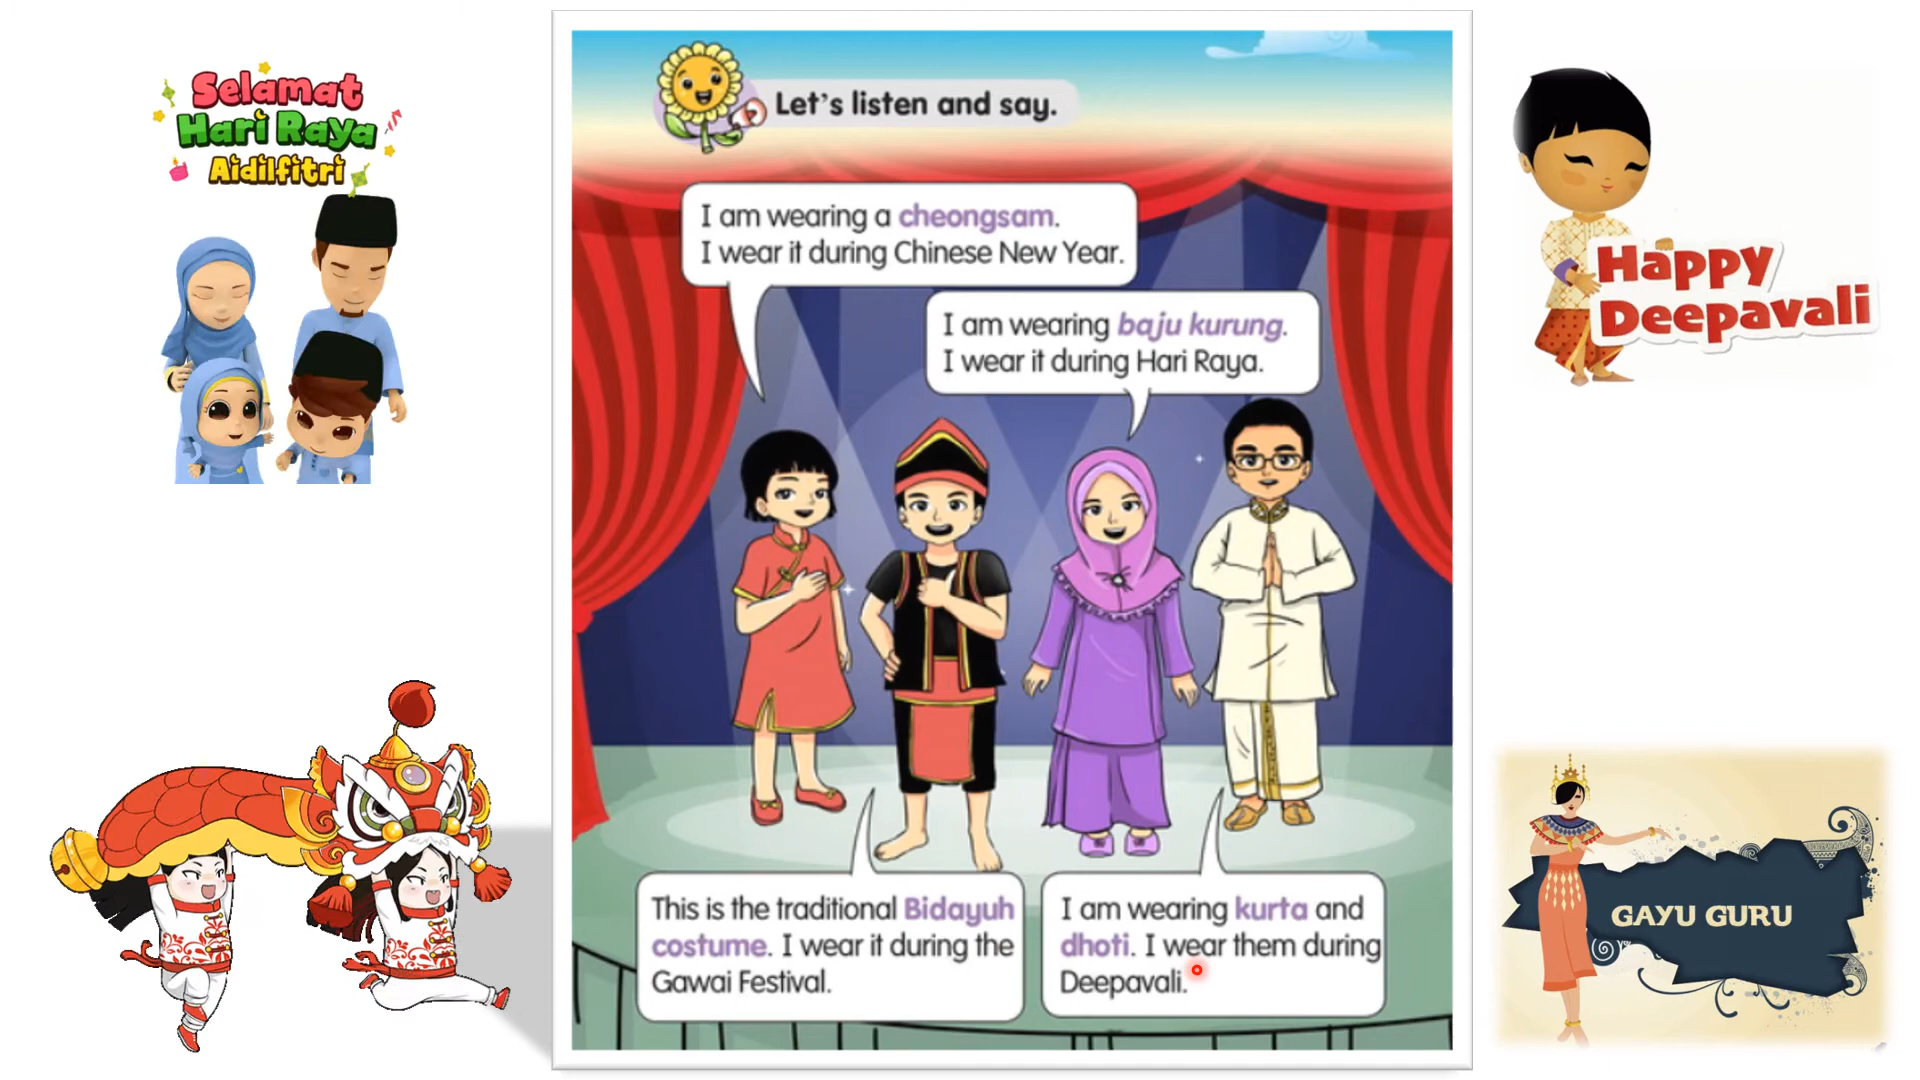 Selamat
Hari Raya
Aidilfitri
Let's listen and say.
I am wearing a cheongsam.
I wear it during Chinese New Year.
I am wearing baju kurung.
I wear it during Hari Raya.
This is the traditional Bidayuh
costume. I wear it during the
Gawai Festival.
I am wearing kurta and
dhoti. I wear them during
Deepavali.
Happy
Deepavali
GAYU GURU